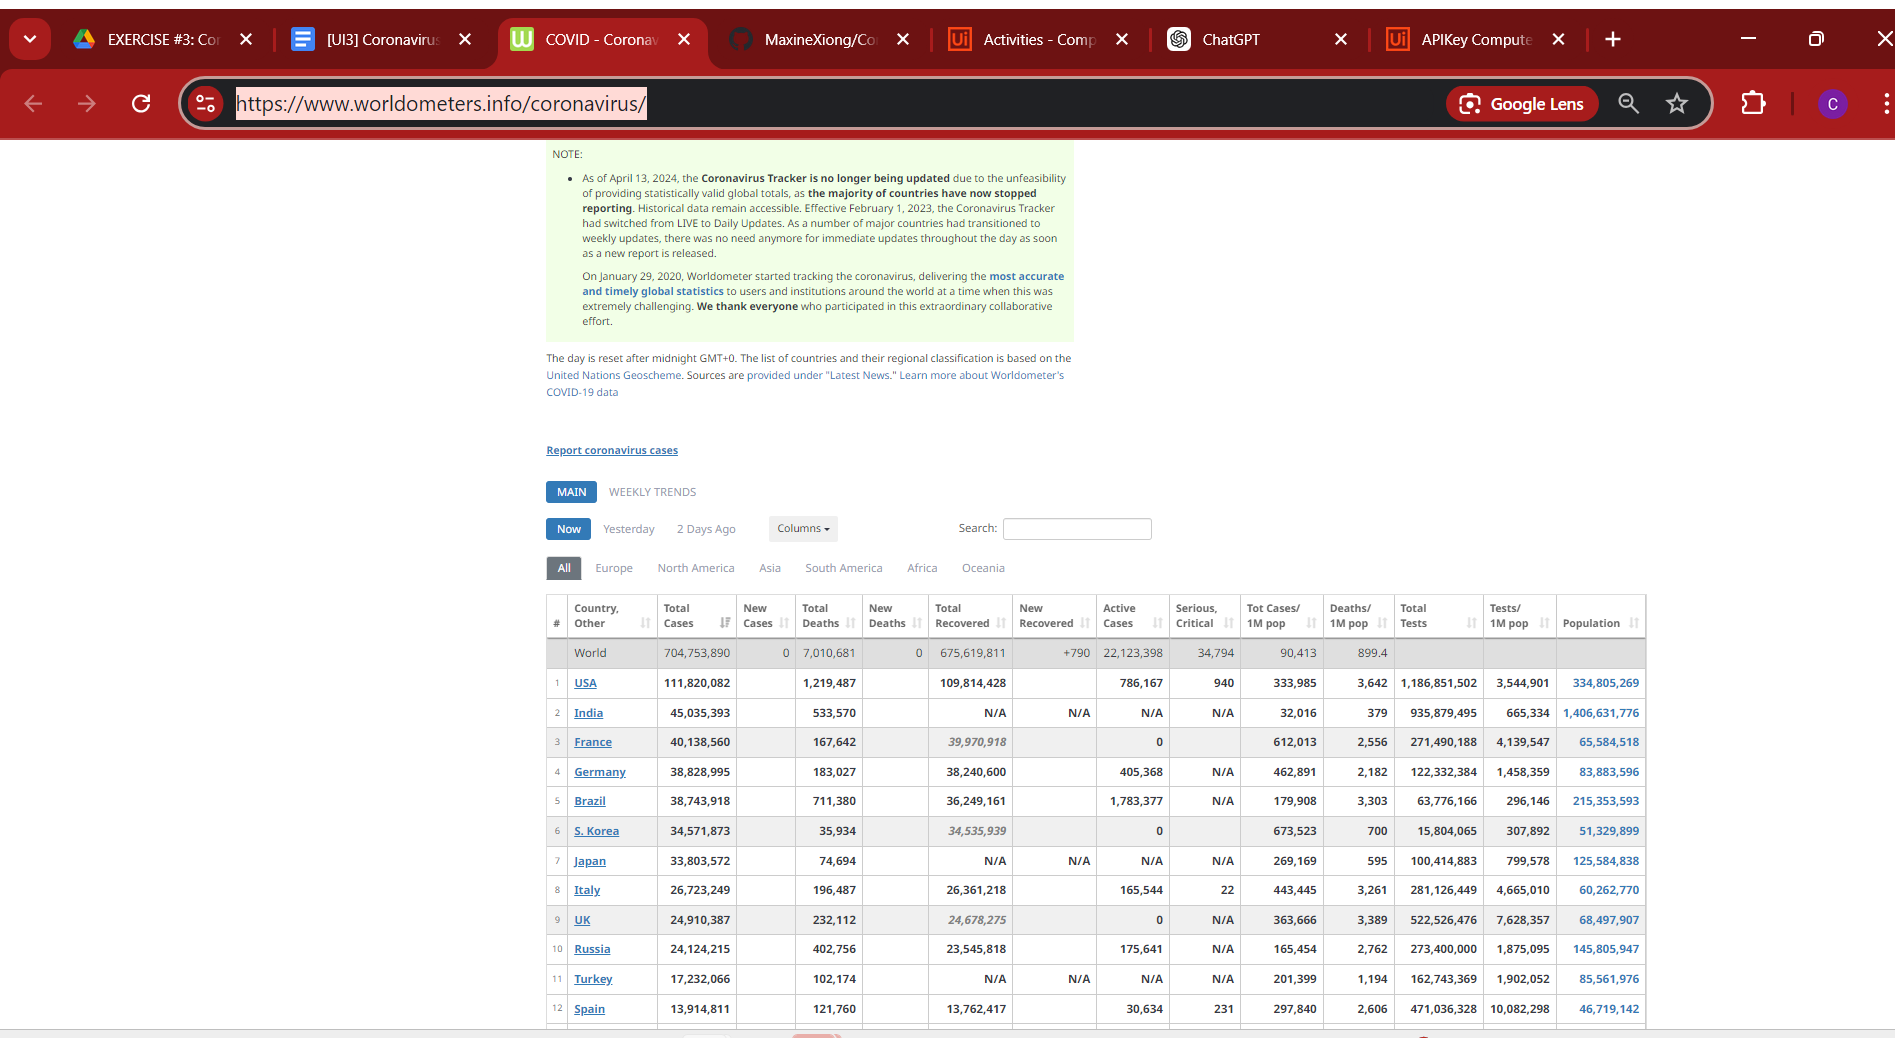 EXERCISE #3: Cor
[UI3] Coronavirus
COVID - Coronav
MaxineXiong/Co
Activities - Comp
ChatGPT
APIKey Compute
https://www.worldometers.info/coronavirus/
Google Lens
C
NOTE:
• As of April 13, 2024, the Coronavirus Tracker is no longer being updated due to the unfeasibility
of providing statistically valid global totals, as the majority of countries have now stopped
reporting. Historical data remain accessible. Effective February 1, 2023, the Coronavirus Tracker
had switched from LIVE to Daily Updates. As a number of major countries had transitioned to
weekly updates, there was no need anymore for immediate updates throughout the day as soon
as a new report is released.
On January 29, 2020, Worldometer started tracking the coronavirus, delivering the most accurate
and timely global statistics to users and institutions around the world at a time when this was
extremely challenging. We thank everyone who participated in this extraordinary collaborative
effort.
The day is reset after midnight GMT+0. The list of countries and their regional classification is based on the
United Nations Geoscheme. Sources are provided under "Latest News." Learn more about Worldometer's
COVID-19 data
Report coronavirus cases
MAIN WEEKLY TRENDS
Now Yesterday 2 Days Ago Columns Search:
All Europe North America Asia South America Africa Oceania
# Country, Other Total Cases New Cases Total Deaths New Deaths Total Recovered New Recovered Active Cases Serious, Critical Tot Cases/ 1M pop Deaths/ 1M pop Total Tests Tests/ 1M pop Population
World 704,753,890 0 7,010,681 0 675,619,811 +790 22,123,398 34,794 90,413 899.4
1 USA 111,820,082 1,219,487 109,814,428 786,167 940 333,985 3,642 1,186,851,502 3,544,901 334,805,269
2 India 45,035,393 533,570 N/A N/A N/A N/A 32,016 379 935,879,495 665,334 1,406,631,776
3 France 40,138,560 167,642 39,970,918 0 612,013 2,556 271,490,188 4,139,547 65,584,518
4 Germany 38,828,995 183,027 38,240,600 405,368 N/A 462,891 2,182 122,332,384 1,458,359 83,883,596
5 Brazil 38,743,918 711,380 36,249,161 1,783,377 N/A 179,908 3,303 63,776,166 296,146 215,353,593
6 S. Korea 34,571,873 35,934 34,535,939 0 673,523 700 15,804,065 307,892 51,329,899
7 Japan 33,803,572 74,694 N/A N/A N/A N/A 269,169 595 100,414,883 799,578 125,584,838
8 Italy 26,723,249 196,487 26,361,218 165,544 22 443,445 3,261 281,126,449 4,665,010 60,262,770
9 UK 24,910,387 232,112 24,678,275 0 N/A 363,666 3,389 522,526,476 7,628,357 68,497,907
10 Russia 24,124,215 402,756 23,545,818 175,641 N/A 165,454 2,762 273,400,000 1,875,095 145,805,947
11 Turkey 17,232,066 102,174 N/A N/A N/A N/A 201,399 1,194 162,743,369 1,902,052 85,561,976
12 Spain 13,914,811 121,760 13,762,417 30,634 231 297,840 2,606 471,036,328 10,082,298 46,719,142